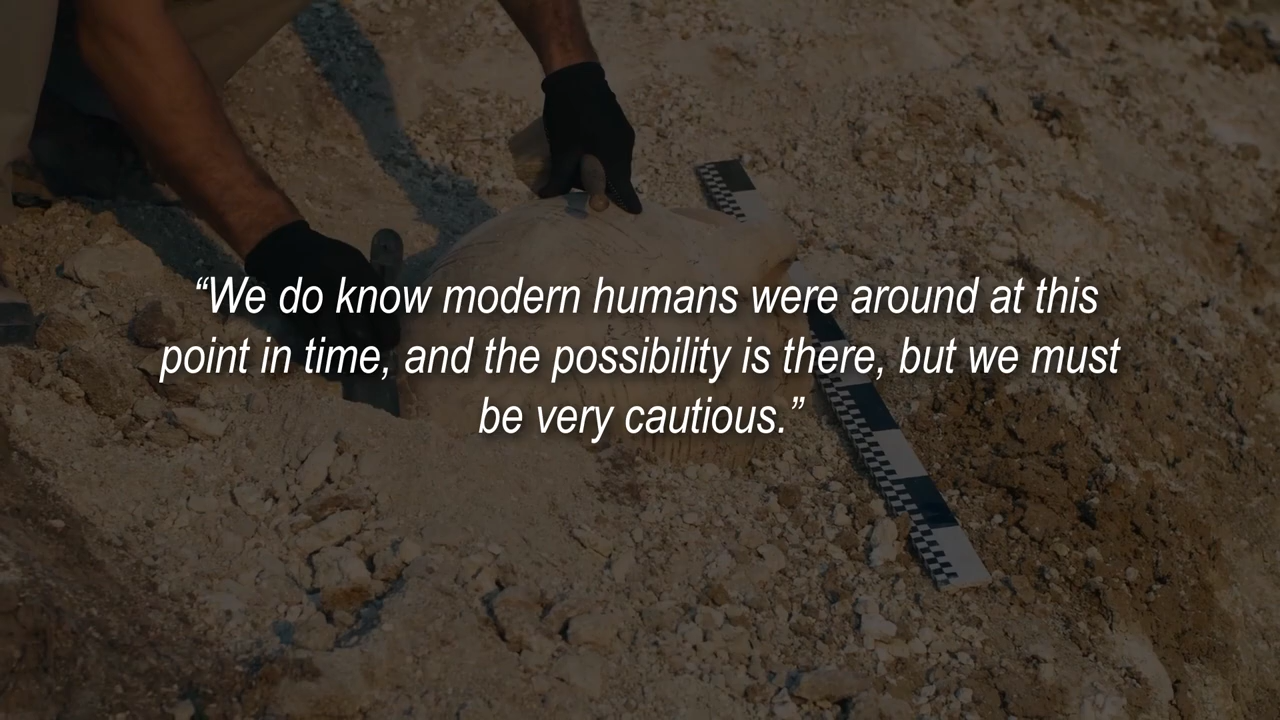 “We do know modern humans were around at this
point in time, and the possibility is there, but we must
be very cautious.”